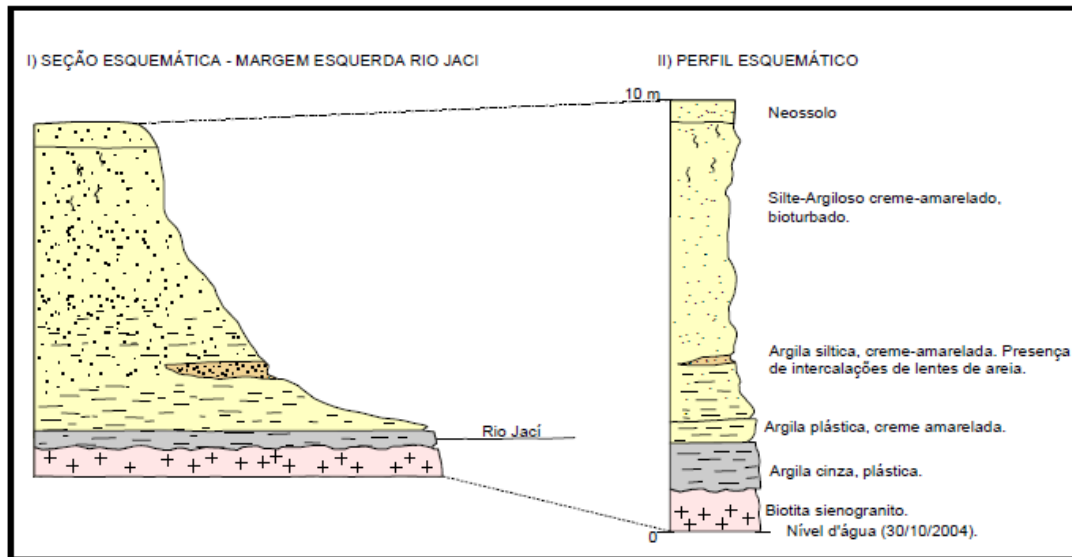 I) SEÇÃO ESQUEMÁTICA - MARGEM ESQUERDA RIO JACI
Rio Jací
II) PERFIL ESQUEMÁTICO
10 m
Neossolo
Silte-Argiloso creme-amarelado,
bioturbado.
Argila siltica, creme-amarelada. Presença
de intercalações de lentes de areia.
Argila plástica, creme amarelada.
Argila cinza, plástica.
Biotita sienogranito.
0
Nível d'água (30/10/2004).